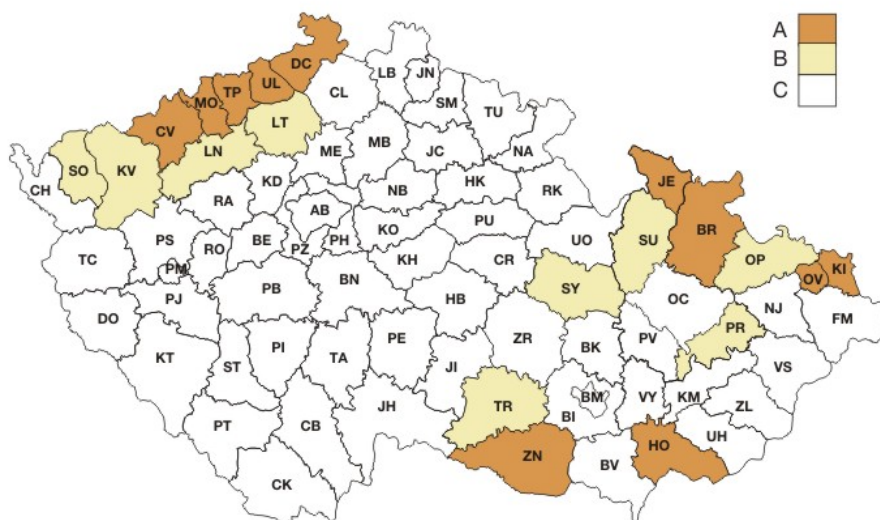 A
B
C
DC
UL
TP
MO
CV
LB
JN
CL
SM
TU
LT
LN
ME
MB
JC
NA
SO
KV
CH
RA
KD
NB
HK
RK
JE
AB
PS
RO
BE
PZ
PH
KO
PU
UO
SU
BR
TC
PM
KH
CR
OP
KI
OV
PJ
PB
BN
HB
SY
OC
NJ
FM
DO
KT
ST
PI
TA
PE
JI
ZR
BK
PV
PR
VS
PT
CB
JH
TR
BI
BM
VY
KM
ZL
UH
CK
ZN
BV
HO